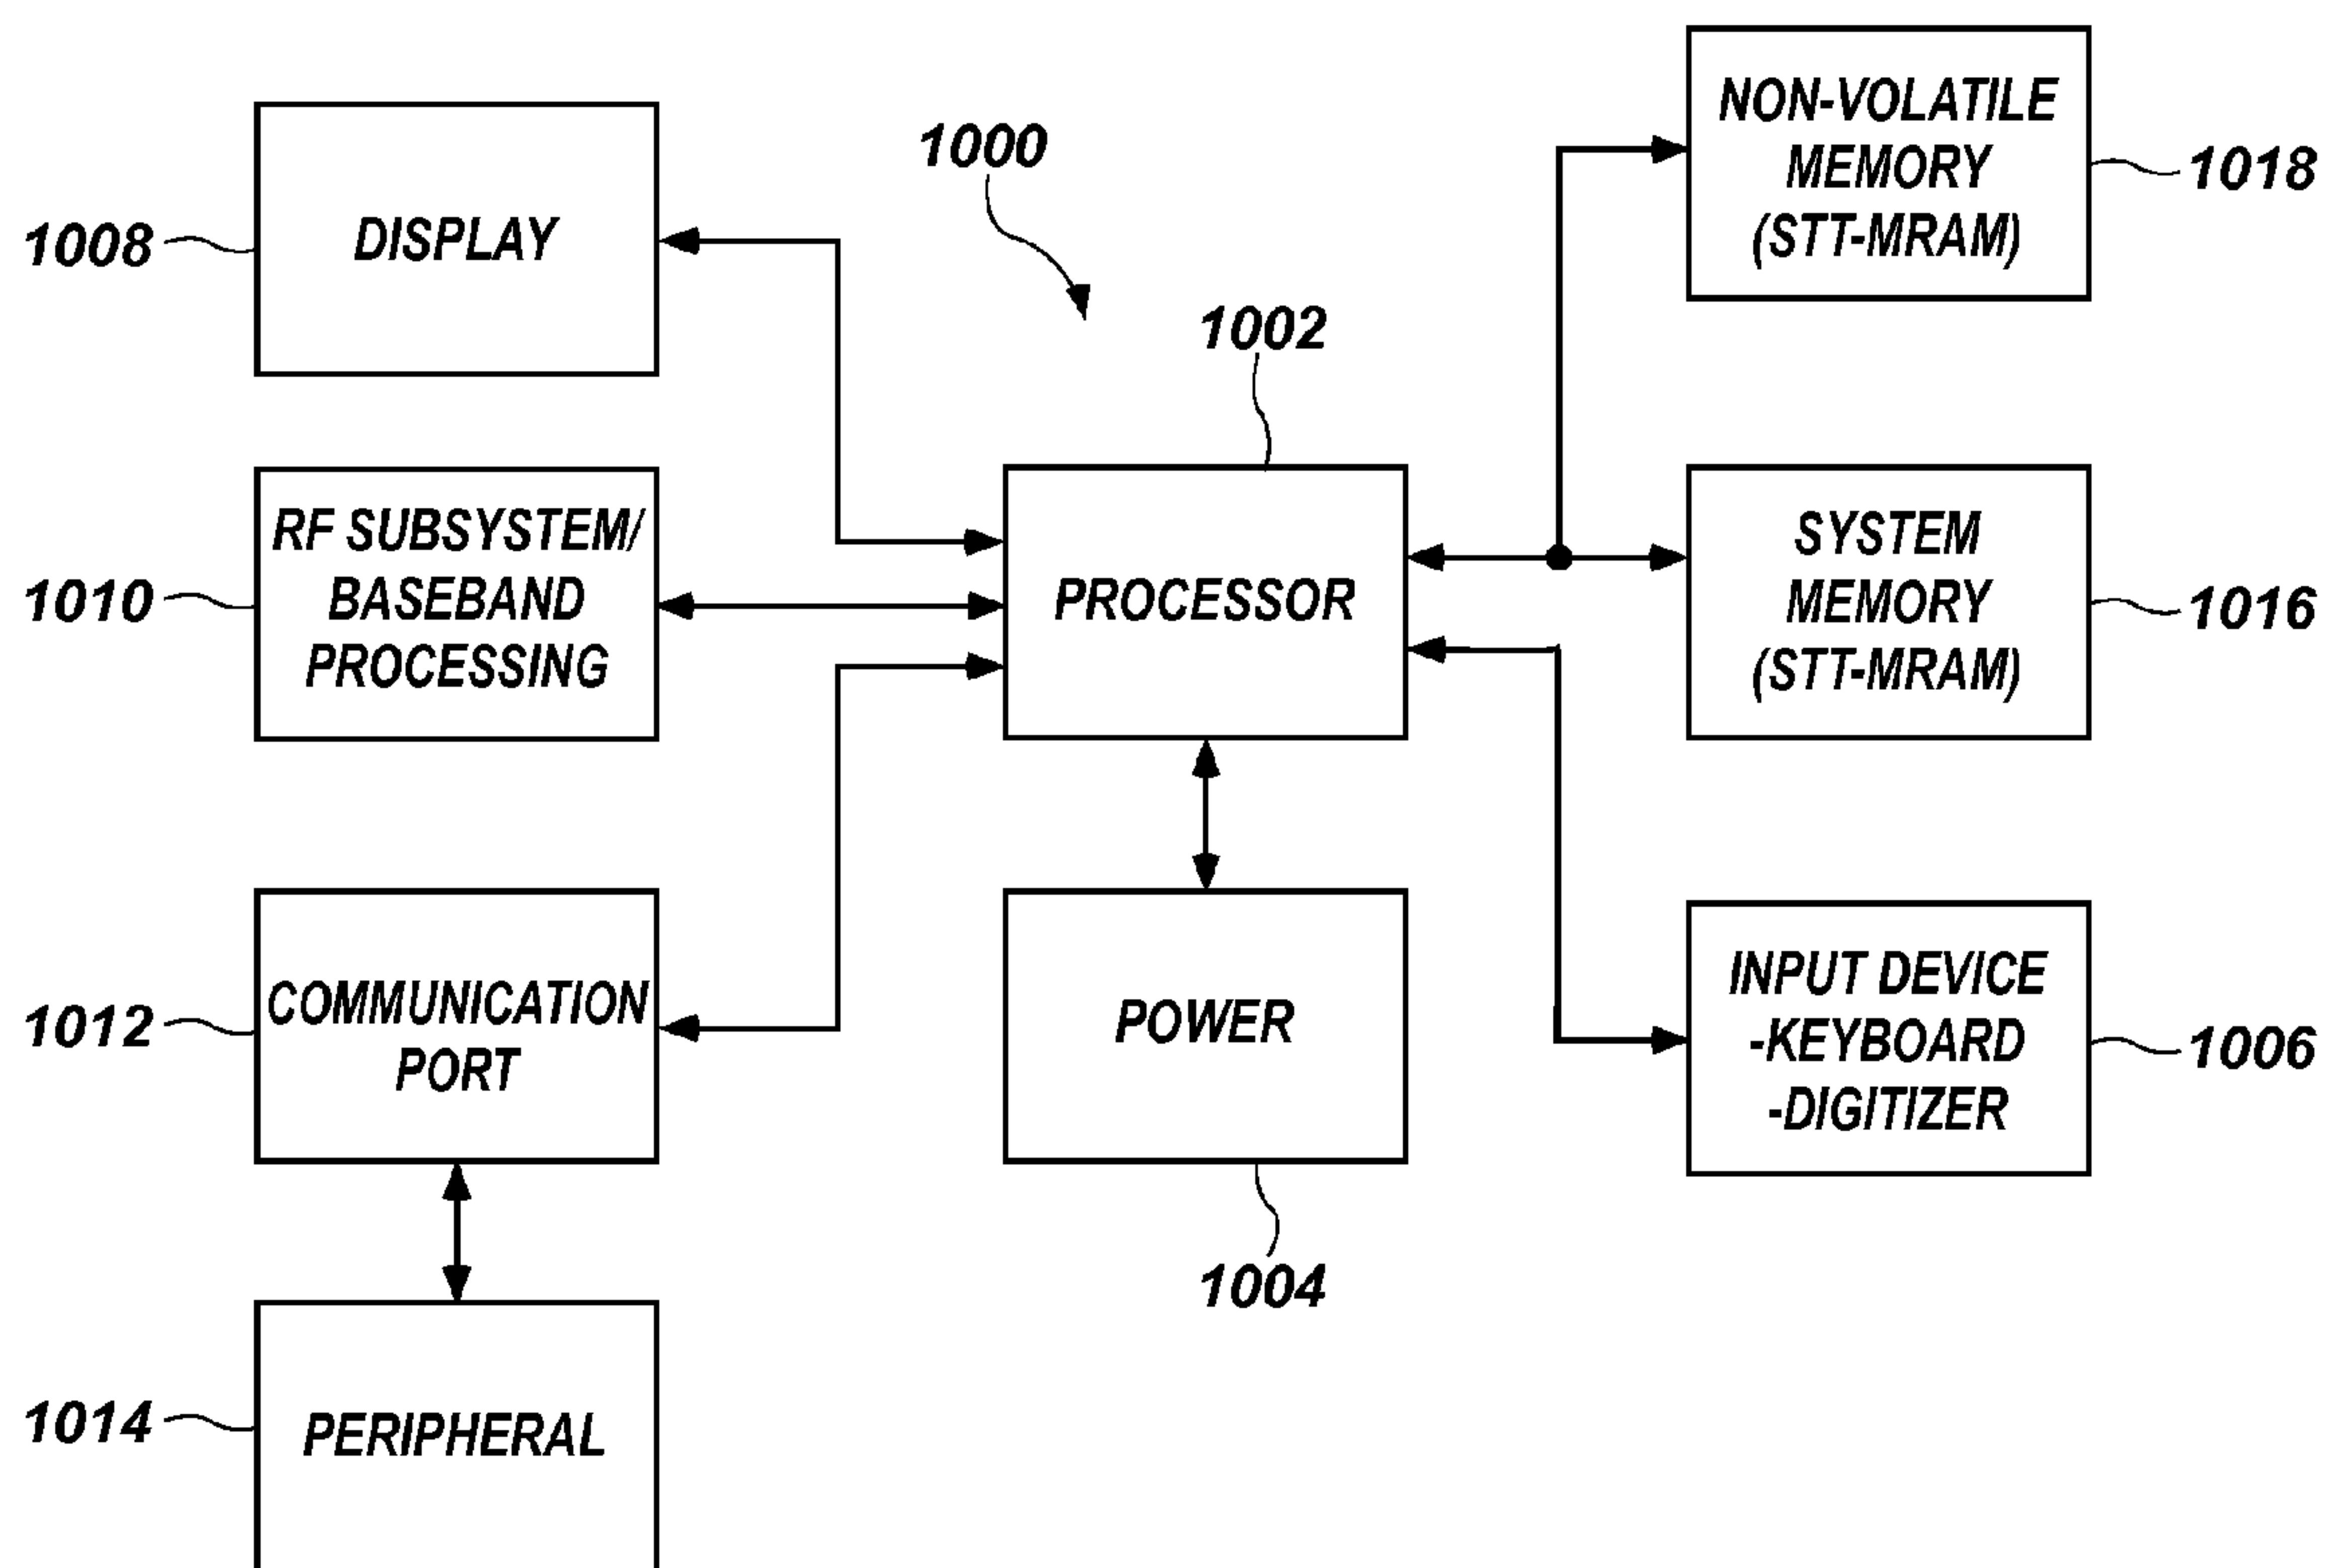 1000
1008
DISPLAY
1010
RF SUBSYSTEM/
BASEBAND
PROCESSING
1012
COMMUNICATION
PORT
1014
PERIPHERAL
1002
PROCESSOR
POWER
1004
NON-VOLATILE
MEMORY
(STT-MRAM)
1018
SYSTEM
MEMORY
(STT-MRAM)
1016
INPUT DEVICE
-KEYBOARD
-DIGITIZER
1006